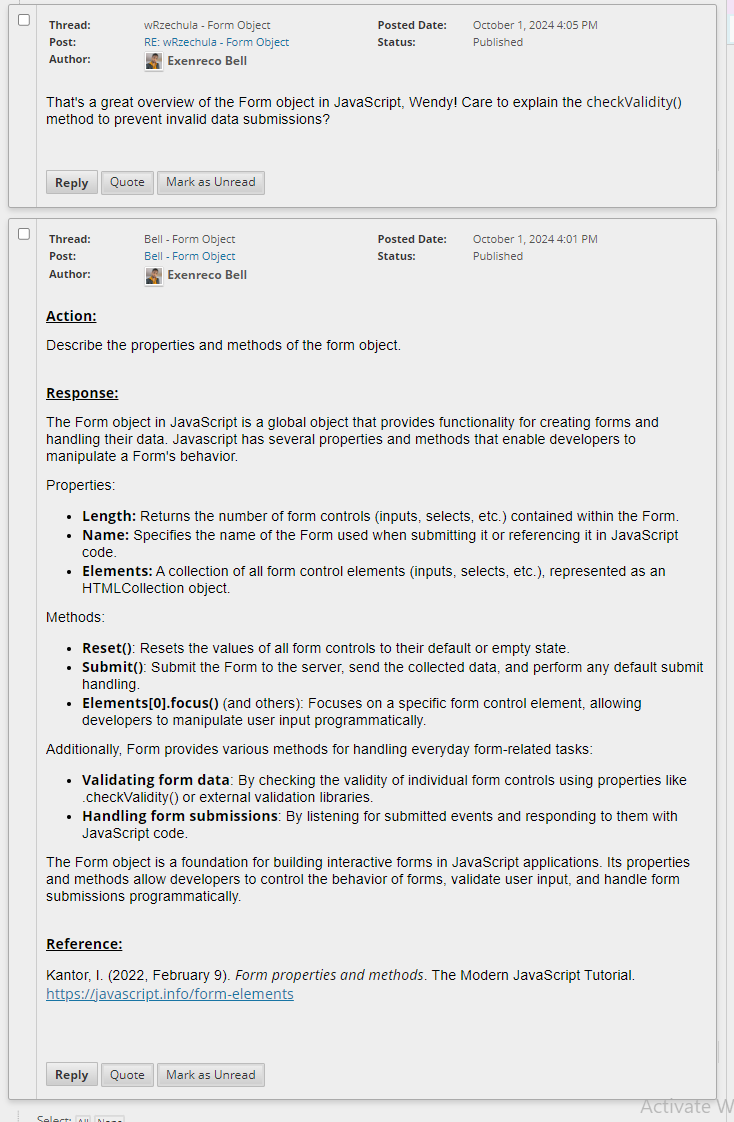 Thread: wRzechula - Form Object Posted Date: October 1, 2024 4:05 PM
Post: RE: wRzechula - Form Object Status: Published
Author: Exenreco Bell
That's a great overview of the Form object in JavaScript, Wendy! Care to explain the checkValidity()
method to prevent invalid data submissions?
Reply Quote Mark as Unread
Thread: Bell - Form Object Posted Date: October 1, 2024 4:01 PM
Post: Bell - Form Object Status: Published
Author: Exenreco Bell
Action:
Describe the properties and methods of the form object.
Response:
The Form object in JavaScript is a global object that provides functionality for creating forms and
handling their data. Javascript has several properties and methods that enable developers to
manipulate a Form's behavior.
Properties:
• Length: Returns the number of form controls (inputs, selects, etc.) contained within the Form.
• Name: Specifies the name of the Form used when submitting it or referencing it in JavaScript
code.
• Elements: A collection of all form control elements (inputs, selects, etc.), represented as an
HTMLCollection object.
Methods:
• Reset(): Resets the values of all form controls to their default or empty state.
• Submit(): Submit the Form to the server, send the collected data, and perform any default submit
handling.
• Elements[0].focus() (and others): Focuses on a specific form control element, allowing
developers to manipulate user input programmatically.
Additionally, Form provides various methods for handling everyday form-related tasks:
• Validating form data: By checking the validity of individual form controls using properties like
.checkValidity() or external validation libraries.
• Handling form submissions: By listening for submitted events and responding to them with
JavaScript code.
The Form object is a foundation for building interactive forms in JavaScript applications. Its properties
and methods allow developers to control the behavior of forms, validate user input, and handle form
submissions programmatically.
Reference:
Kantor, I. (2022, February 9). Form properties and methods. The Modern JavaScript Tutorial.
https://javascript.info/form-elements
Reply Quote Mark as Unread
Activate W
Select: All None